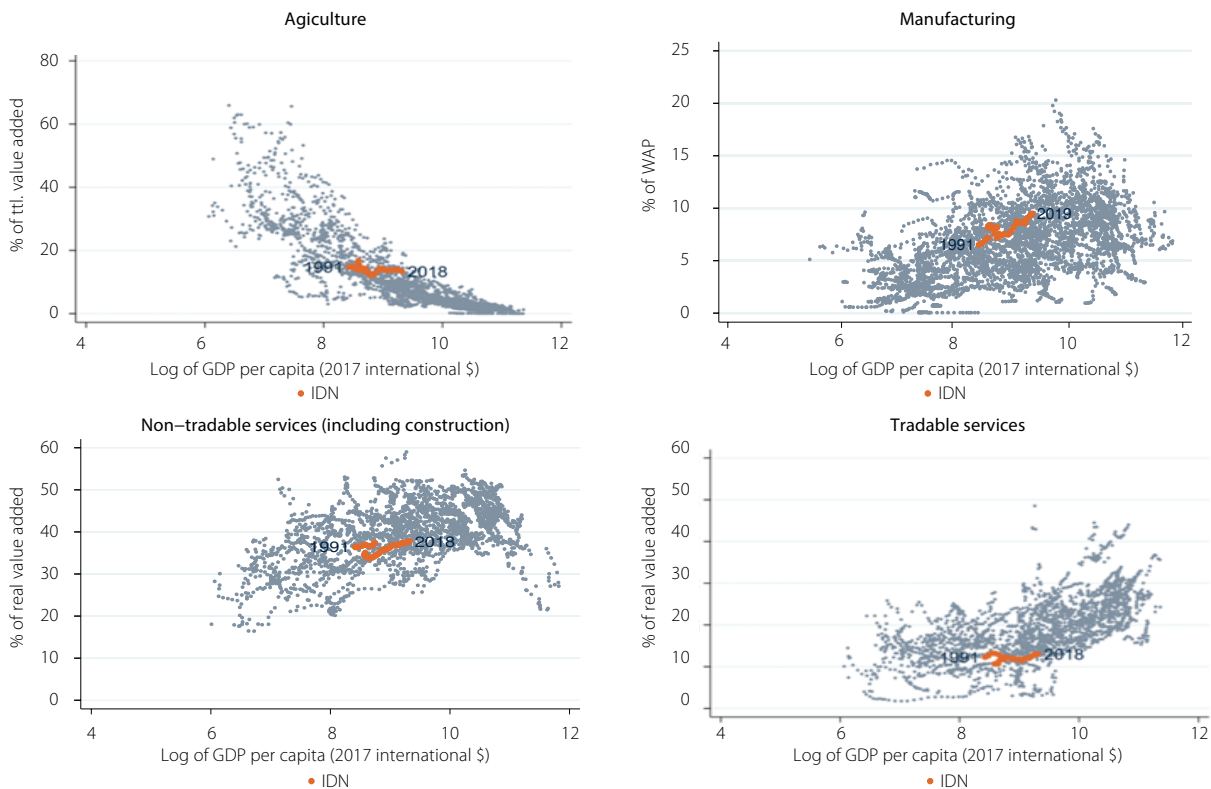 Agiculture
% of ttl. value added
80
60
40
20
0
1991
2018
4 6 8 10 12
Log of GDP per capita (2017 international $)
IDN
Manufacturing
% of WAP
25
20
15
10
5
0
1991
2019
4 6 8 10 12
Log of GDP per capita (2017 international $)
IDN
Non−tradable services (including construction)
% of real value added
60
50
40
30
20
10
0
1991
2018
4 6 8 10 12
Log of GDP per capita (2017 international $)
IDN
Tradable services
% of real value added
60
50
40
30
20
10
0
1991
2018
4 6 8 10 12
Log of GDP per capita (2017 international $)
IDN